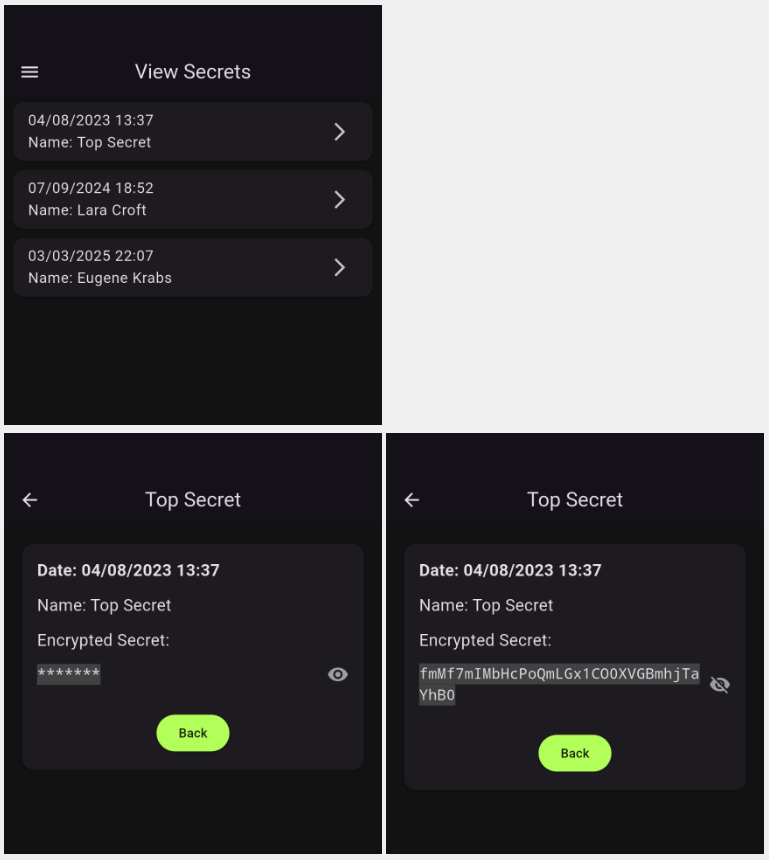 View Secrets
04/08/2023 13:37
Name: Top Secret
07/09/2024 18:52
Name: Lara Croft
03/03/2025 22:07
Name: Eugene Krabs
Top Secret
Date: 04/08/2023 13:37
Name: Top Secret
Encrypted Secret:
*******
Back
Top Secret
Date: 04/08/2023 13:37
Name: Top Secret
Encrypted Secret:
fmMf7mIMbHcPoQmLGx1CO0XVGBmhjTa
YhB0
Back